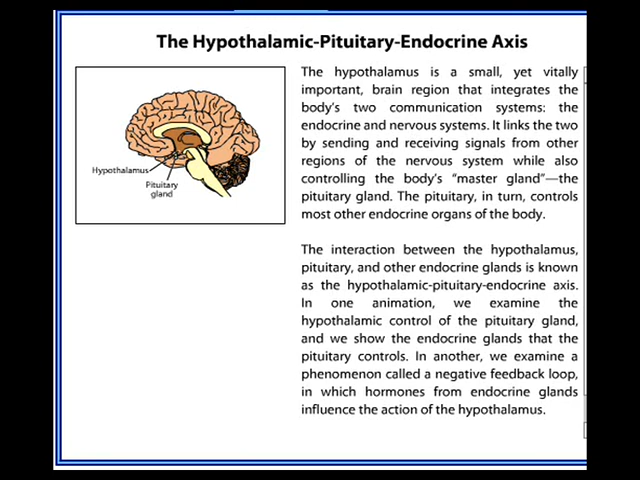 The Hypothalamic-Pituitary-Endocrine Axis
Hypothalamus
Pituitary
gland
The hypothalamus is a small, yet vitally
important, brain region that integrates the
body's two communication systems: the
endocrine and nervous systems. It links the two
by sending and receiving signals from other
regions of the nervous system while also
controlling the body's “master gland”—the
pituitary gland. The pituitary, in turn, controls
most other endocrine organs of the body.
The interaction between the hypothalamus,
pituitary, and other endocrine glands is known
as the hypothalamic-pituitary-endocrine axis.
In one animation, we examine the
hypothalamic control of the pituitary gland,
and we show the endocrine glands that the
pituitary controls. In another, we examine a
phenomenon called a negative feedback loop,
in which hormones from endocrine glands
influence the action of the hypothalamus.